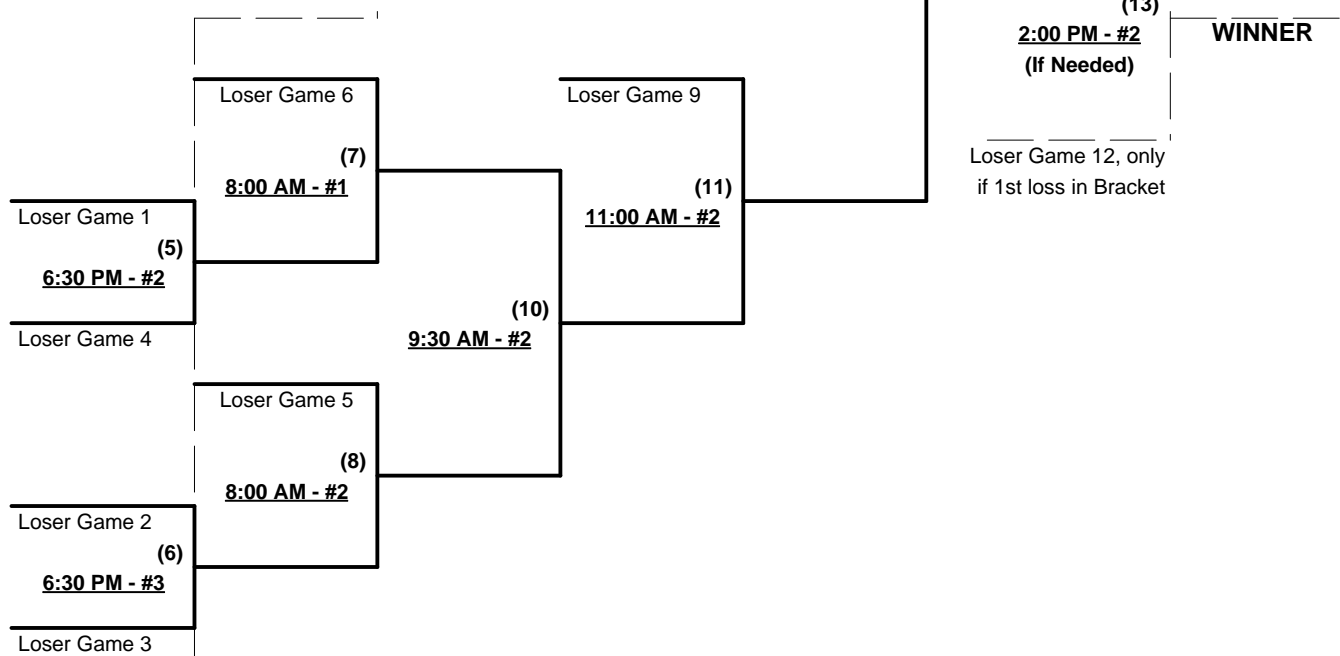 (13)
2:00 PM - #2
(If Needed)
WINNER
Loser Game 6
(7)
8:00 AM - #1
Loser Game 9
(11)
11:00 AM - #2
Loser Game 12, only
if 1st loss in Bracket
Loser Game 1
(5)
6:30 PM - #2
Loser Game 4
(10)
9:30 AM - #2
Loser Game 5
(8)
8:00 AM - #2
Loser Game 2
(6)
6:30 PM - #3
Loser Game 3